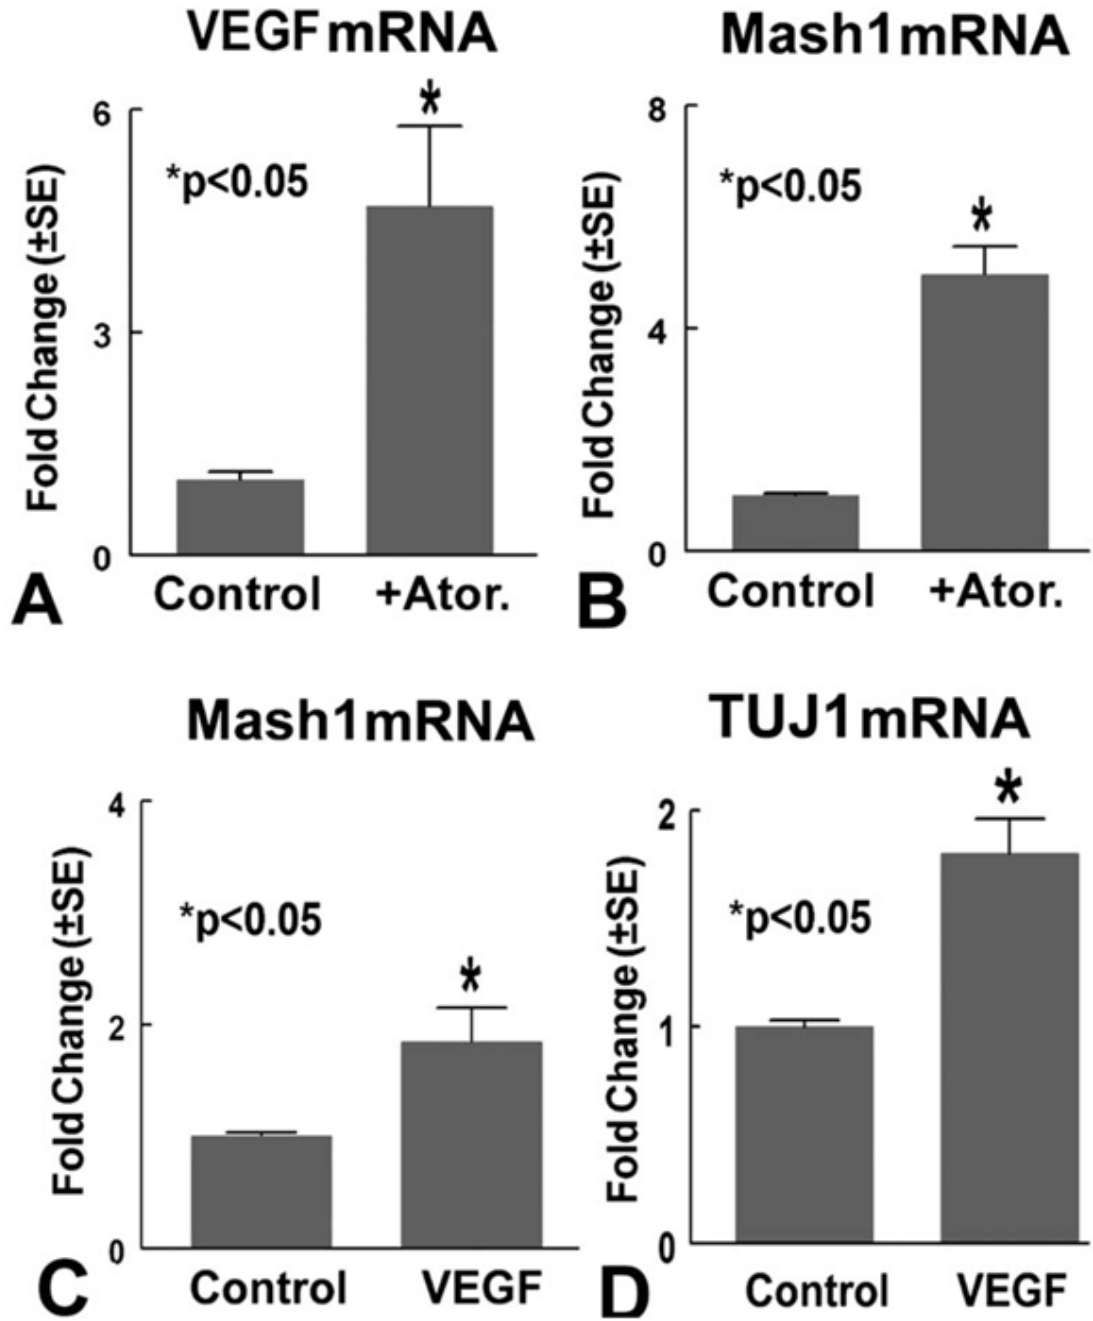 VEGF mRNA
6
*
*p<0.05
3
0
Fold Change (±SE)
Control +Ator.
A
Mash1 mRNA
8
*
*p<0.05
4
0
Fold Change (±SE)
Control +Ator.
B
Mash1 mRNA
4
*p<0.05
*
2
0
Fold Change (±SE)
Control VEGF
C
TUJ1 mRNA
*
2
*p<0.05
1
0
Fold Change (±SE)
Control VEGF
D